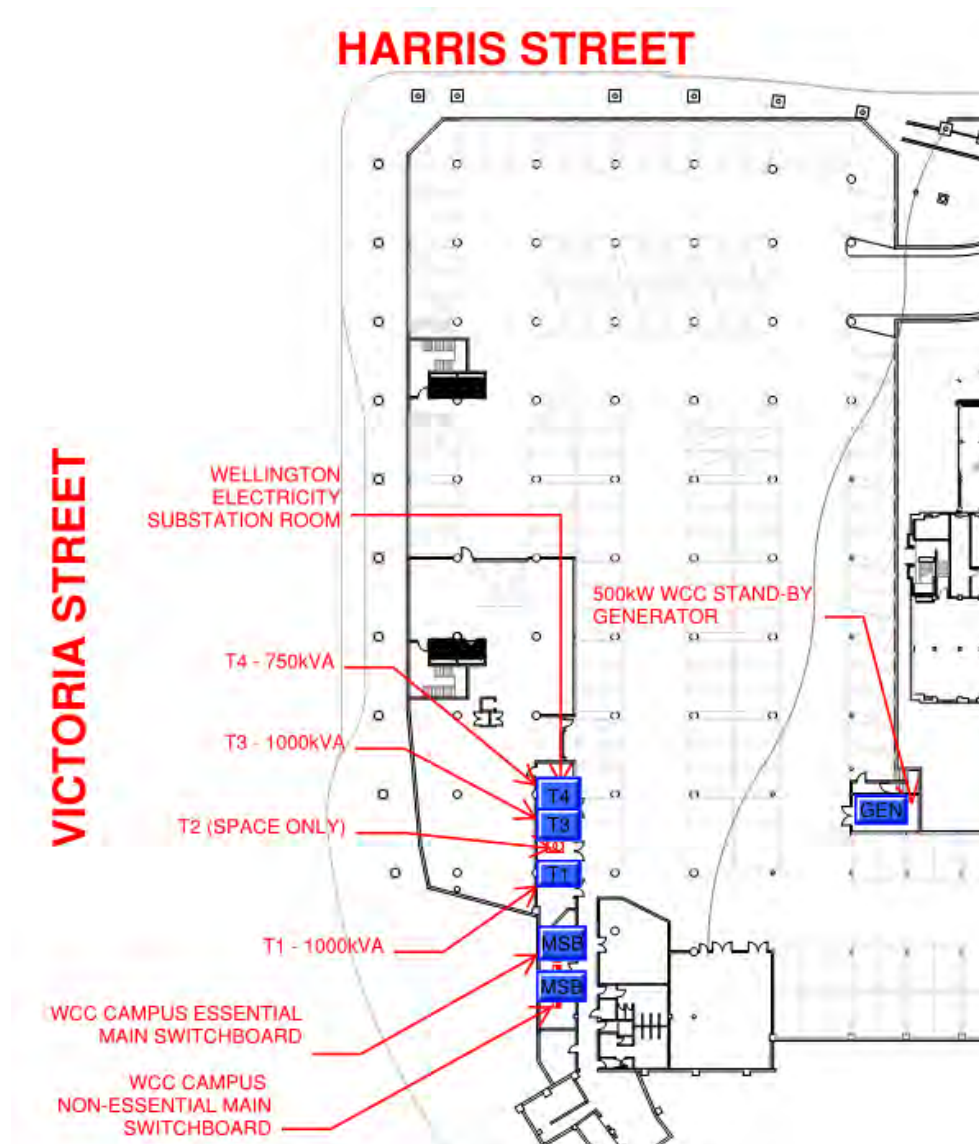 HARRIS STREET
VICTORIA STREET
WELLINGTON
ELECTRICITY
SUBSTATION ROOM
500kW WCC STAND-BY
GENERATOR
T4 - 750kVA
T3 - 1000kVA
T2 (SPACE ONLY)
T4
T3
T1
GEN
T1 - 1000kVA
MSB
MSB
WCC CAMPUS ESSENTIAL
MAIN SWITCHBOARD
WCC CAMPUS
NON-ESSENTIAL MAIN
SWITCHBOARD